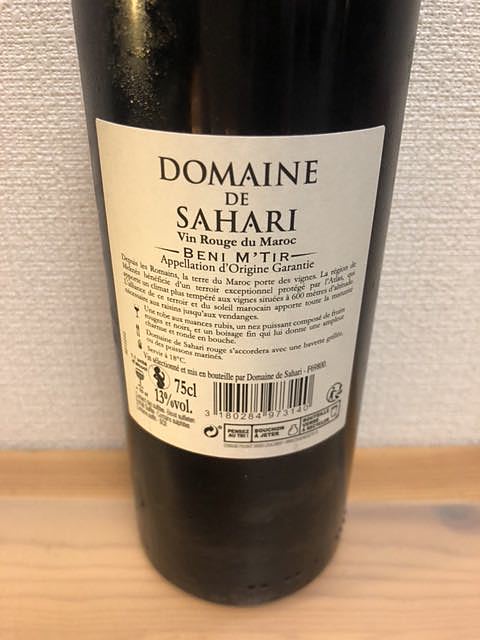 DOMAINE
DE
SAHARI
Vin Rouge du Maroc
BENI M'TIR
Appellation d'Origine Garantie
Depuis les Romains, la terre du Maroc porte des vignes. La région de
Meknès bénéficie d'un terroir exceptionnel protégé par l'Atlas, qui
apporte un climat plus tempéré aux vignes situées à 600 mètres d'altitude.
L'alliance de ce terroir et du soleil marocain apporte toute la maturité
nécessaire aux raisins jusqu'aux vendanges.
Une robe aux nuances rubis, un nez puissant composé de fruits
rouges et noirs, et un boisage fin qui lui donne une ampleur
charme et ronde en bouche.
Domaine de Sahari rouge s'accordera avec une bavette grillée,
ou des poissons marinés.
Servir à 18°C.
Vin sélectionné et mis en bouteille par Domaine de Sahari - F69800.
75cl
13%vol.
3 180284 973140
PENSEZ
AU TRI !
BOUCHON
À JETER
BOUTEILLE
VERRE
À RECYCLER